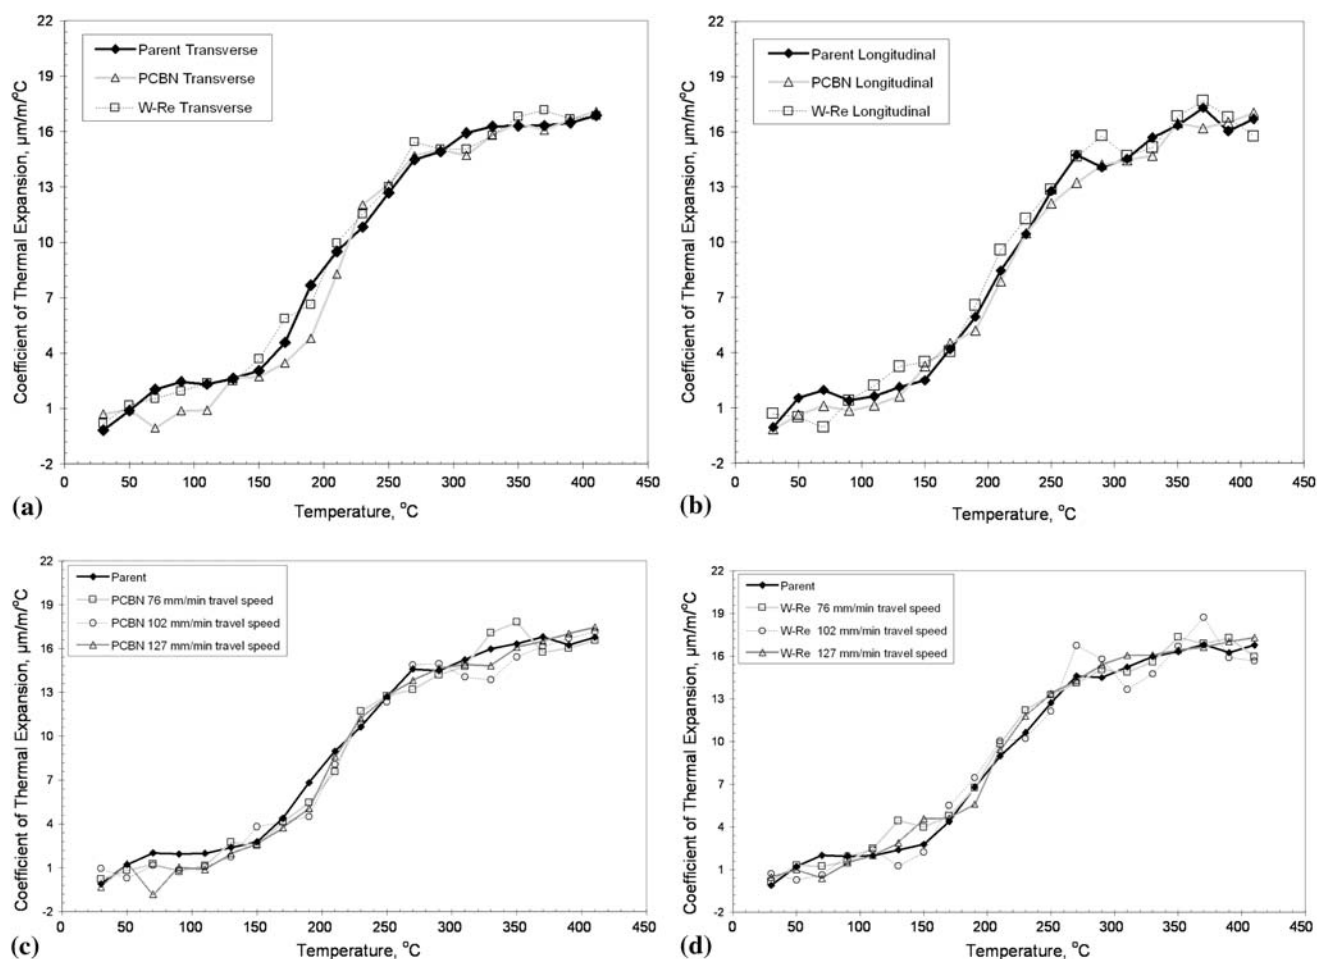 22
19
16
13
10
7
4
1
-2
Coefficient of Thermal Expansion, µm/m/°C
Parent Transverse
PCBN Transverse
W-Re Transverse
0 50 100 150 200 250 300 350 400 450
Temperature, °C
(a)
22
19
16
13
10
7
4
1
-2
Coefficient of Thermal Expansion, µm/m/°C
Parent Longitudinal
PCBN Longitudinal
W-Re Longitudinal
0 50 100 150 200 250 300 350 400 450
Temperature, °C
(b)
22
19
16
13
10
7
4
1
-2
Coefficient of Thermal Expansion, µm/m/°C
Parent
PCBN 76 mm/min travel speed
PCBN 102 mm/min travel speed
PCBN 127 mm/min travel speed
0 50 100 150 200 250 300 350 400 450
Temperature, °C
(c)
22
19
16
13
10
7
4
1
-2
Coefficient of Thermal Expansion, µm/m/°C
Parent
W-Re 76 mm/min travel speed
W-Re 102 mm/min travel speed
W-Re 127 mm/min travel speed
0 50 100 150 200 250 300 350 400 450
Temperature, °C
(d)